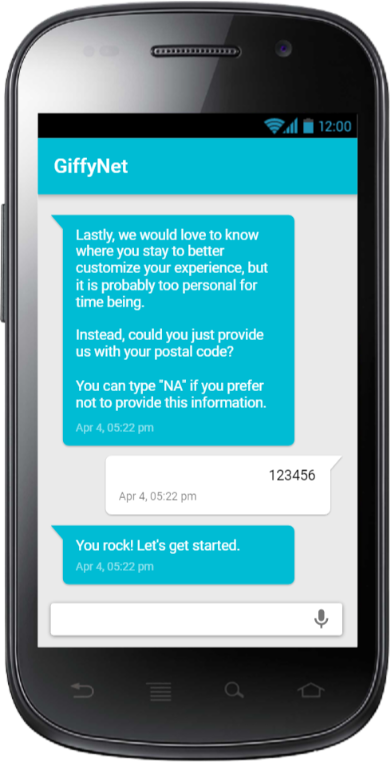 12:00
GiffyNet
Lastly, we would love to know
where you stay to better
customize your experience, but
it is probably too personal for
time being.
Instead, could you just provide
us with your postal code?
You can type "NA" if you prefer
not to provide this information.
Apr 4, 05:22 pm
123456
Apr 4, 05:22 pm
You rock! Let's get started.
Apr 4, 05:22 pm